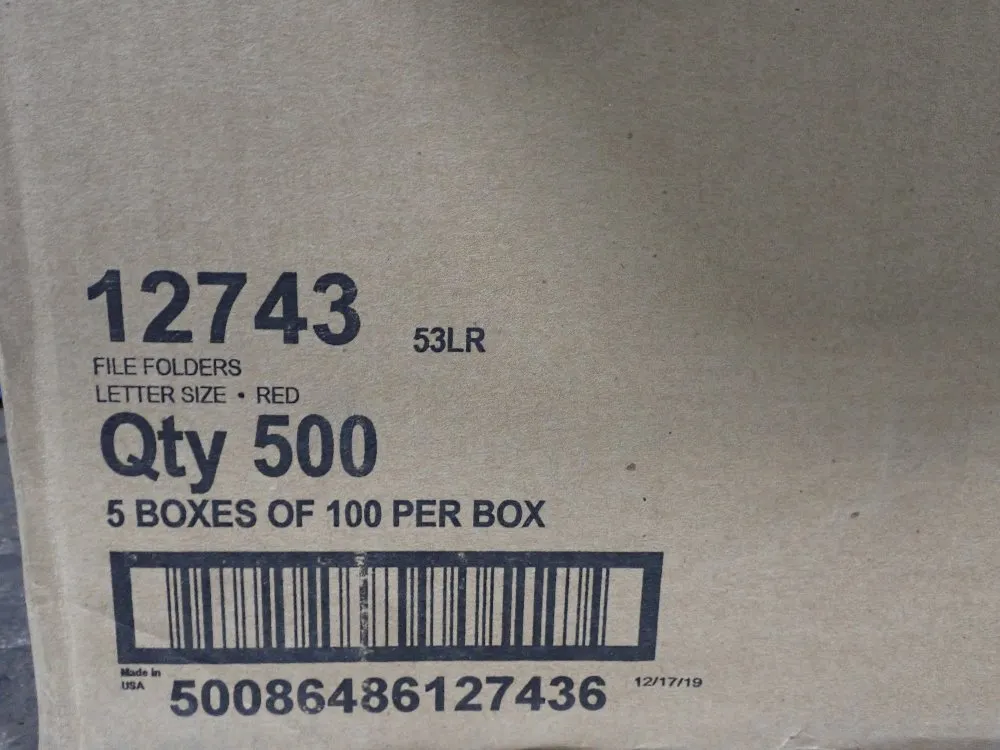 12743 53LR
FILE FOLDERS
LETTER SIZE • RED
Qty 500
5 BOXES OF 100 PER BOX
Made in
USA
50086486127436
12/17/19